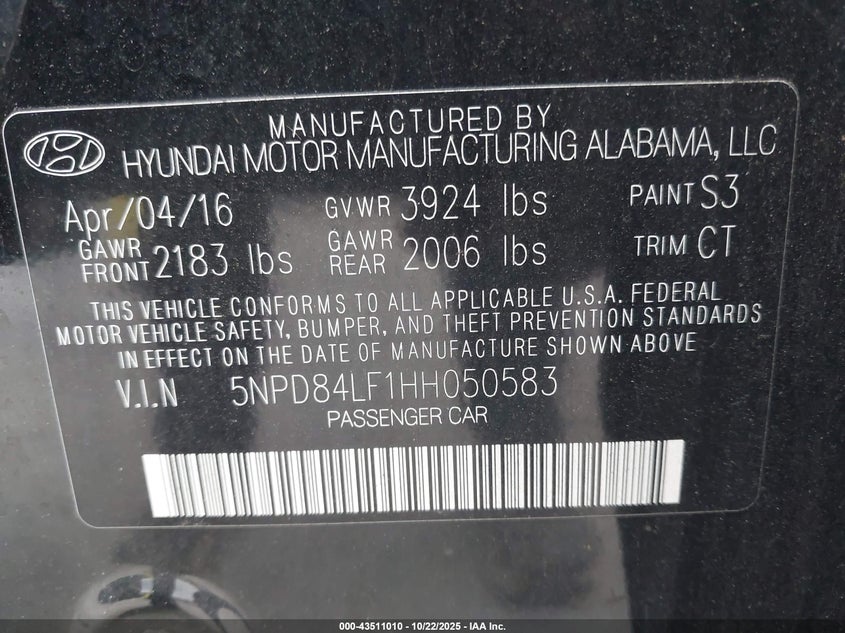 MANUFACTURED BY
HYUNDAI MOTOR MANUFACTURING ALABAMA, LLC
Apr/04/16 GVWR 3924 lbs PAINT S3
GAWR FRONT 2183 lbs GAWR REAR 2006 lbs TRIM CT
THIS VEHICLE CONFORMS TO ALL APPLICABLE U.S.A. FEDERAL
MOTOR VEHICLE SAFETY, BUMPER, AND THEFT PREVENTION STANDARDS
IN EFFECT ON THE DATE OF MANUFACTURE SHOWN ABOVE
V.I.N 5NPD84LF1HH050583
PASSENGER CAR
000-43511010 - 10/22/2025 - IAA Inc.